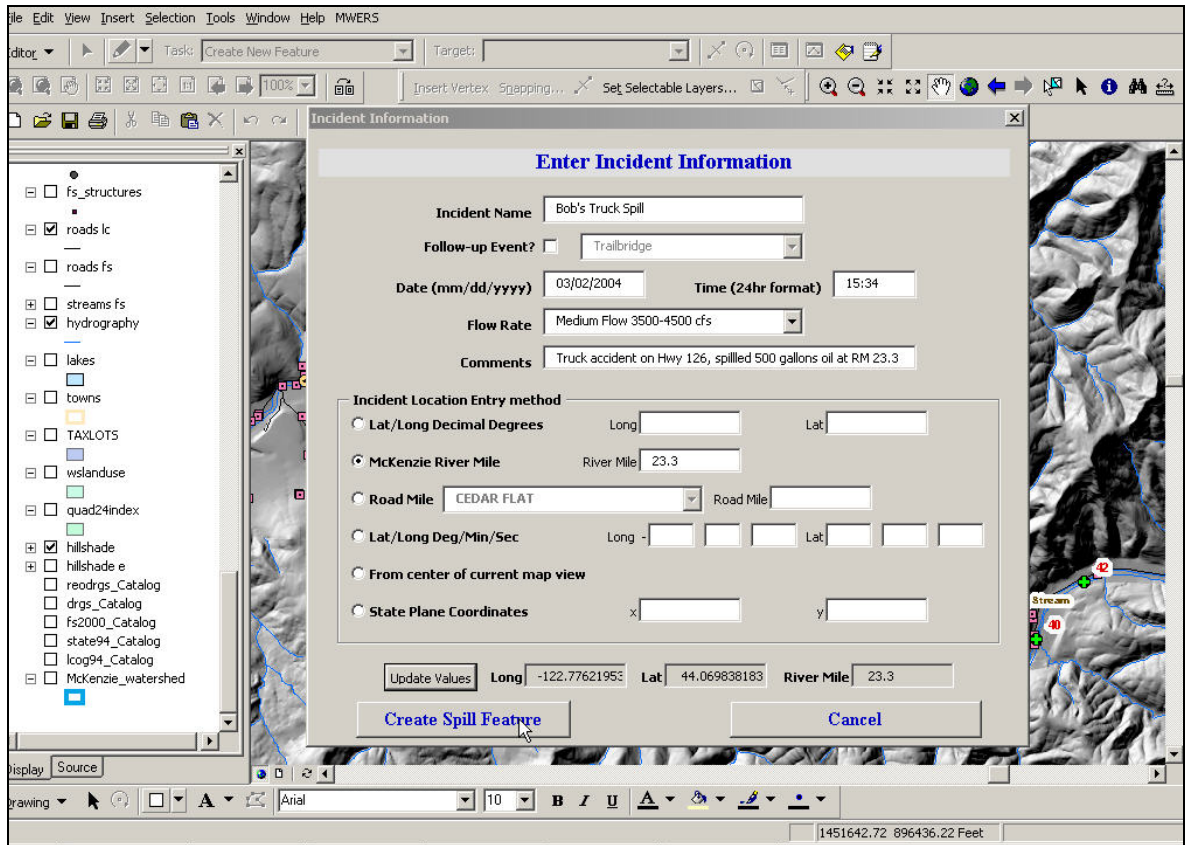 File Edit View Insert Selection Tools Window Help MWERS
Editor Task: Create New Feature Target:
100% Insert Vertex Snapping... Set Selectable Layers...
Incident Information
Enter Incident Information
fs_structures
roads lc
roads fs
streams fs
hydrography
lakes
towns
TAXLOTS
wslanduse
quad24index
hillshade
hillshade e
reodrgs_Catalog
drgs_Catalog
fs2000_Catalog
state94_Catalog
lcog94_Catalog
McKenzie_watershed
Incident Name Bob's Truck Spill
Follow-up Event? Trailbridge
Date (mm/dd/yyyy) 03/02/2004 Time (24hr format) 15:34
Flow Rate Medium Flow 3500-4500 cfs
Comments Truck accident on Hwy 126, spillled 500 gallons oil at RM 23.3
Incident Location Entry method
Lat/Long Decimal Degrees Long Lat
McKenzie River Mile River Mile 23.3
Road Mile CEDAR FLAT Road Mile
Lat/Long Deg/Min/Sec Long - Lat
From center of current map view
State Plane Coordinates x y
Update Values Long -122.77621953 Lat 44.069838183 River Mile 23.3
Create Spill Feature Cancel
42
Stream
40
Display Source
Drawing A Arial 10 B I U A
1451642.72 896436.22 Feet